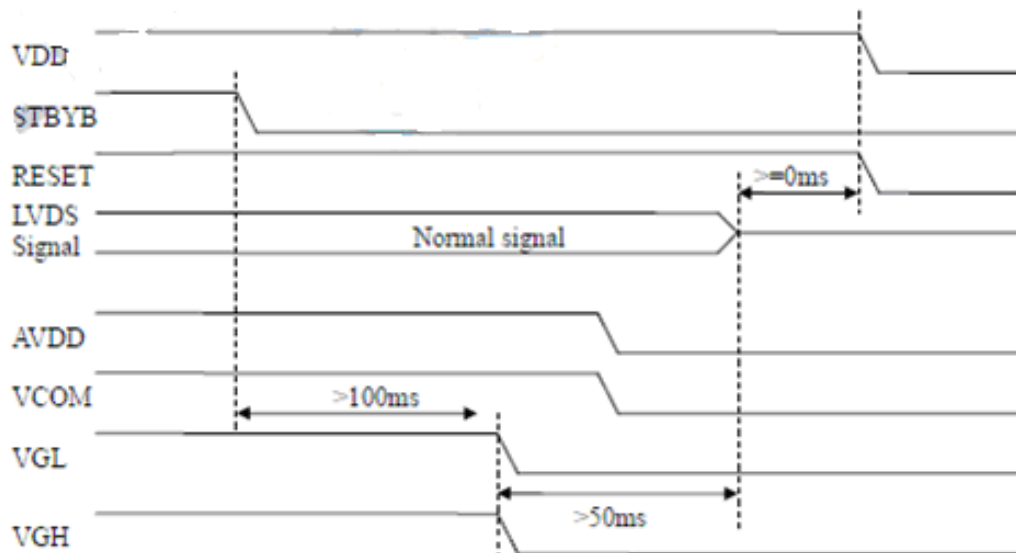 VDD
STBYB
RESET
>=0ms
LVDS
Signal
Normal signal
AVDD
VCOM
>100ms
VGL
>50ms
VGH